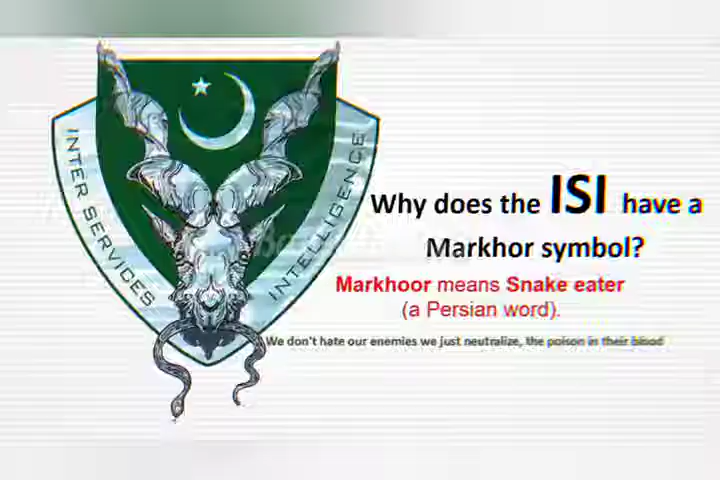 INTER SERVICES
INTELLIGENCE
Why does the ISI have a
Markhor symbol?
Markhoor means Snake eater
(a Persian word).
We don't hate our enemies we just neutralize, the poison in their blood